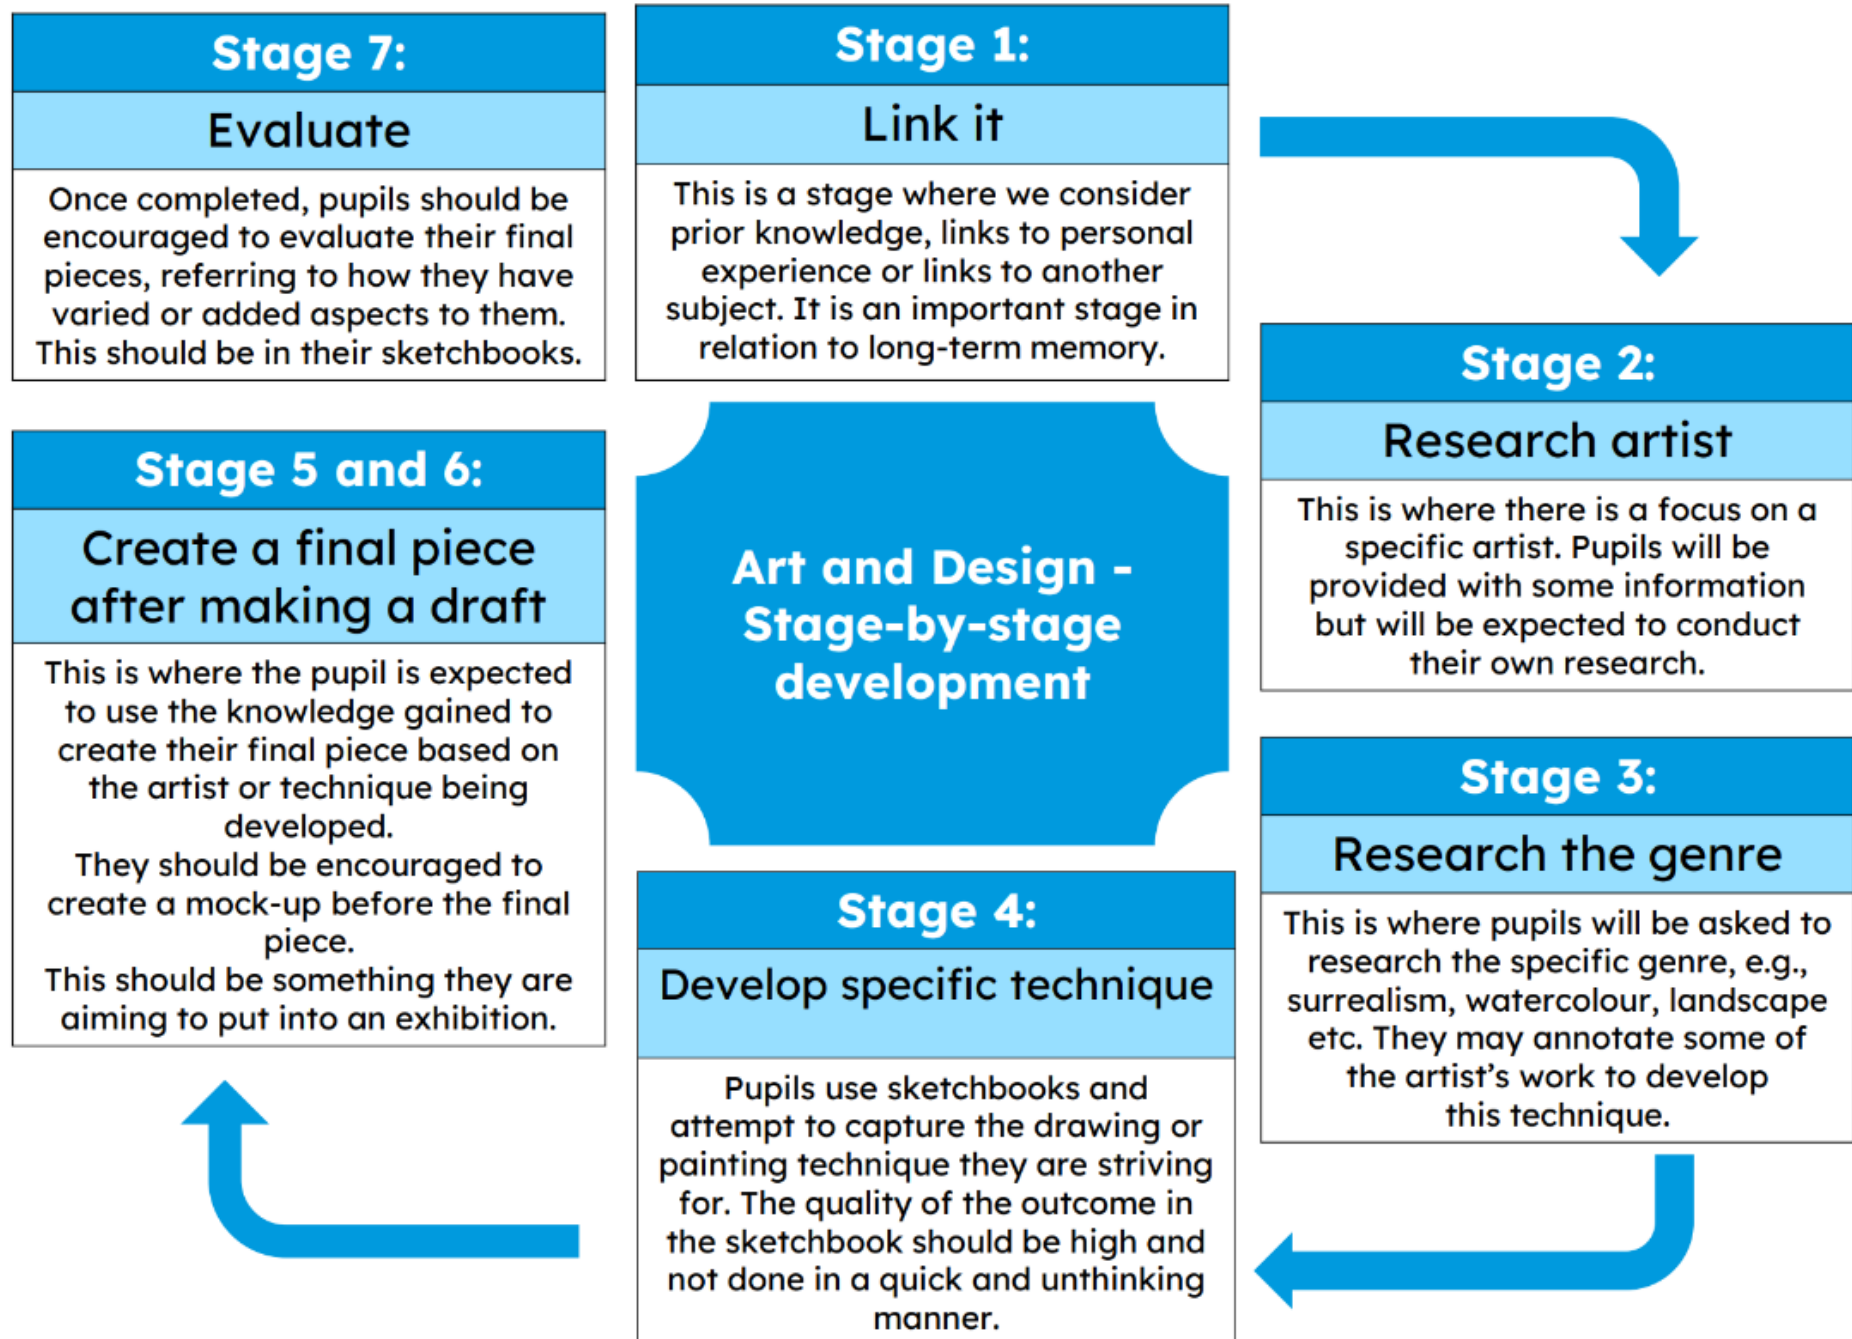 Stage 1:
Link it
This is a stage where we consider
prior knowledge, links to personal
experience or links to another
subject. It is an important stage in
relation to long-term memory.
Stage 2:
Research artist
This is where there is a focus on a
specific artist. Pupils will be
provided with some information
but will be expected to conduct
their own research.
Stage 3:
Research the genre
This is where pupils will be asked to
research the specific genre, e.g.,
surrealism, watercolour, landscape
etc. They may annotate some of
the artist’s work to develop
this technique.
Stage 4:
Develop specific technique
Pupils use sketchbooks and
attempt to capture the drawing or
painting technique they are striving
for. The quality of the outcome in
the sketchbook should be high and
not done in a quick and unthinking
manner.
Stage 5 and 6:
Create a final piece
after making a draft
This is where the pupil is expected
to use the knowledge gained to
create their final piece based on
the artist or technique being
developed.
They should be encouraged to
create a mock-up before the final
piece.
This should be something they are
aiming to put into an exhibition.
Stage 7:
Evaluate
Once completed, pupils should be
encouraged to evaluate their final
pieces, referring to how they have
varied or added aspects to them.
This should be in their sketchbooks.
Art and Design -
Stage-by-stage
development